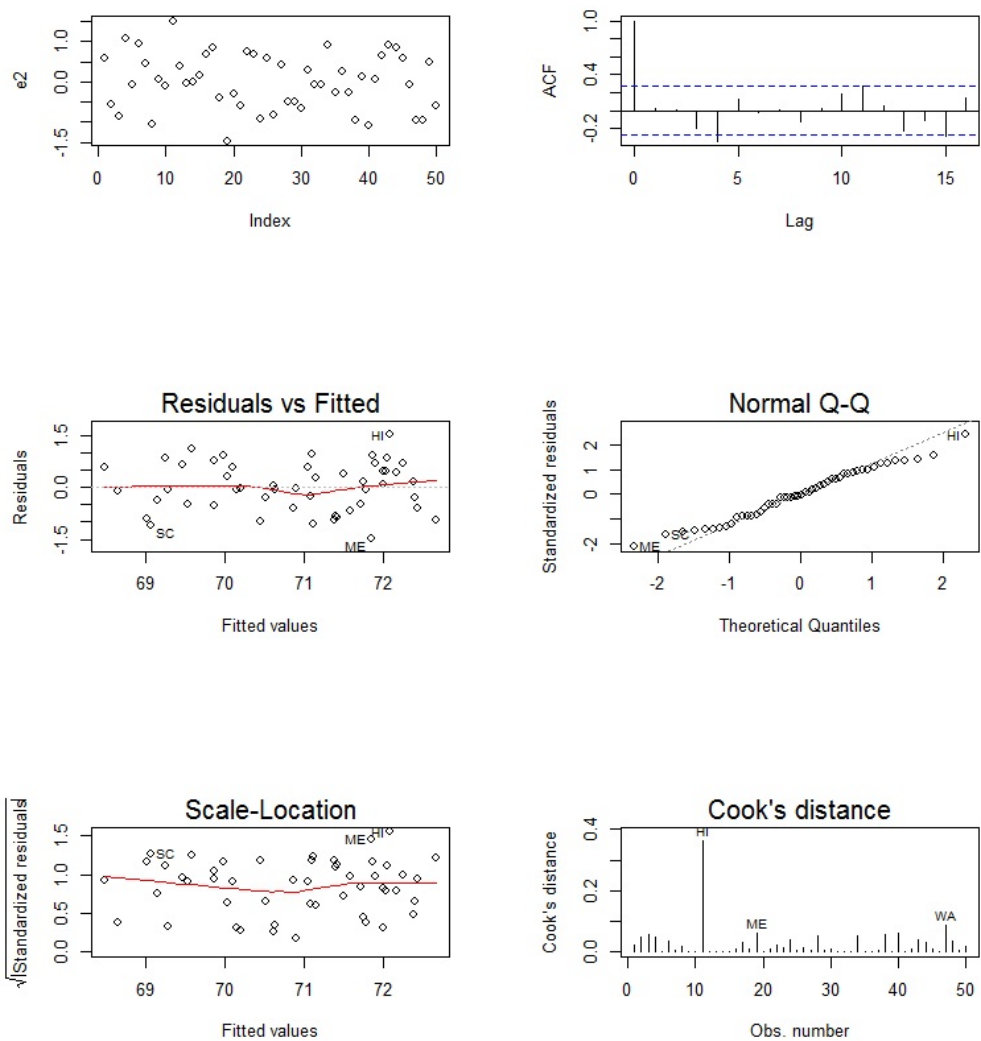 e2
1.0
0.0
-1.5
0 10 20 30 40 50
Index
ACF
0.4
-0.2
0 5 10 15
Lag
Residuals vs Fitted
Residuals
1.5
0.0
-1.5
HI
SC
ME
69 70 71 72
Fitted values
Normal Q-Q
Standardized residuals
2
1
0
-2
HI
SC
ME
-2 -1 0 1 2
Theoretical Quantiles
Scale-Location
√|Standardized residuals|
1.5
1.0
0.5
0.0
HI
ME
SC
69 70 71 72
Fitted values
Cook's distance
Cook's distance
0.4
0.2
0.0
HI
ME
WA
0 10 20 30 40 50
Obs. number